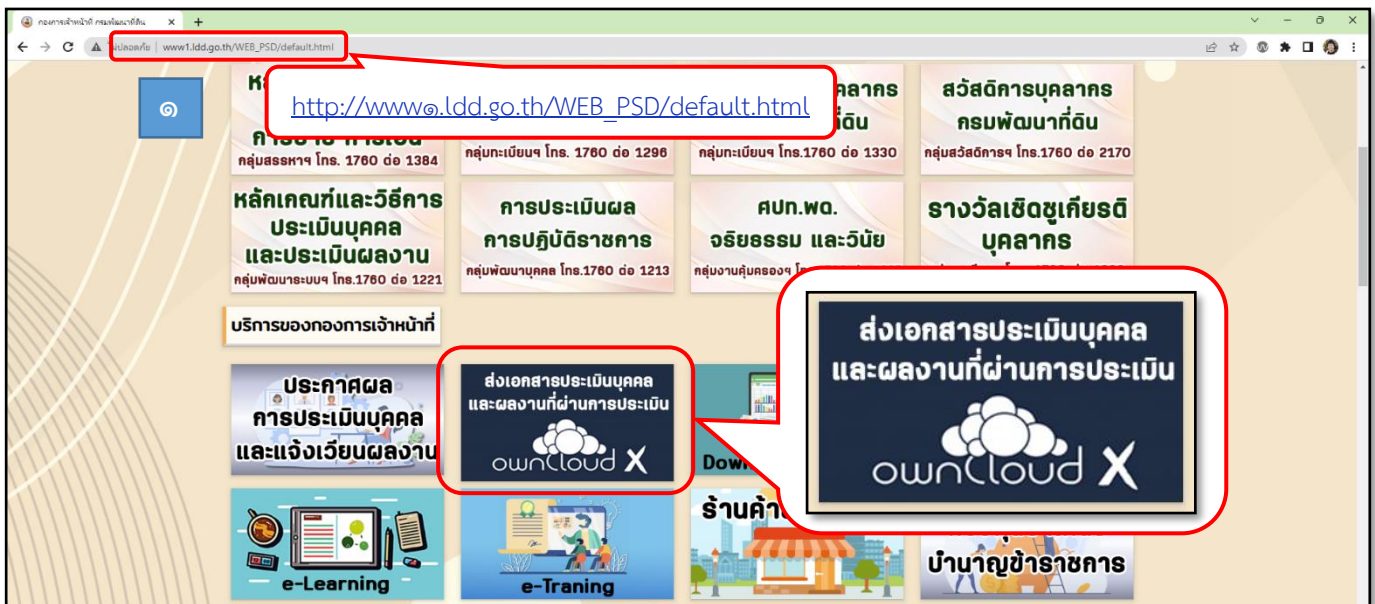 กองการเจ้าหน้าที่ กรมพัฒนาที่ดิน
ไม่ปลอดภัย | www1.ldd.go.th/WEB_PSD/default.html
๑
http://www๑.ldd.go.th/WEB_PSD/default.html
กลุ่มสรรหาฯ โทร. 1760 ต่อ 1384
กลุ่มทะเบียนฯ โทร. 1760 ต่อ 1296
กลุ่มทะเบียนฯ โทร.1760 ต่อ 1330
สวัสดิการบุคลากร
กรมพัฒนาที่ดิน
กลุ่มสวัสดิการฯ โทร.1760 ต่อ 2170
หลักเกณฑ์และวิธีการ
ประเมินบุคคล
และประเมินผลงาน
กลุ่มพัฒนาระบบฯ โทร.1760 ต่อ 1221
การประเมินผล
การปฏิบัติราชการ
กลุ่มพัฒนาบุคคล โทร.1760 ต่อ 1213
ศปท.พด.
จริยธรรม และวินัย
กลุ่มงานคุ้มครองฯ
รางวัลเชิดชูเกียรติ
บุคลากร
บริการของกองการเจ้าหน้าที่
ประกาศผล
การประเมินบุคคล
และแจ้งเวียนผลงาน
ส่งเอกสารประเมินบุคคล
และผลงานที่ผ่านการประเมิน
ownCloud X
Down
ส่งเอกสารประเมินบุคคล
และผลงานที่ผ่านการประเมิน
ownCloud X
e-Learning
e-Traning
ร้านค้า
บำนาญข้าราชการ